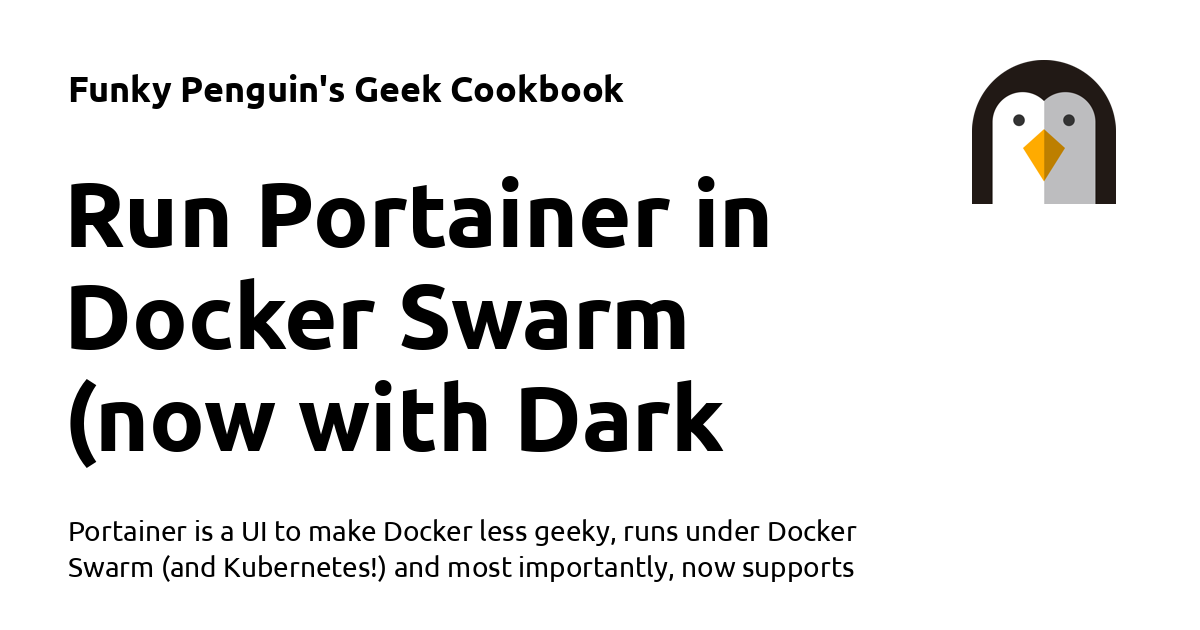 Funky Penguin's Geek Cookbook
Run Portainer in
Docker Swarm
(now with Dark
Portainer is a UI to make Docker less geeky, runs under Docker
Swarm (and Kubernetes!) and most importantly, now supports